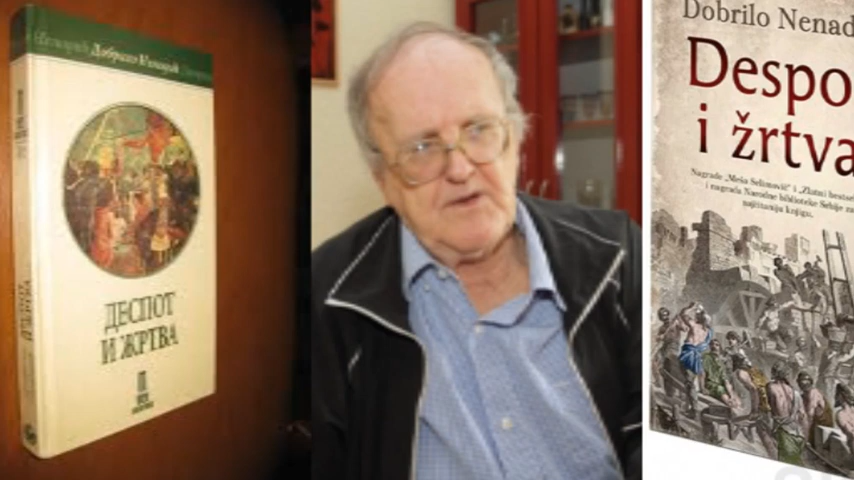 Добрило Ненадић
ДЕСПОТ
И ЖРТВА
Dobrilo Nenad
Despo
i žrtva
Nagrade „Meša Selimović“ i „Zlatni bestse
i nagrada Narodne biblioteke Srbije za
najčitaniju knjigu.